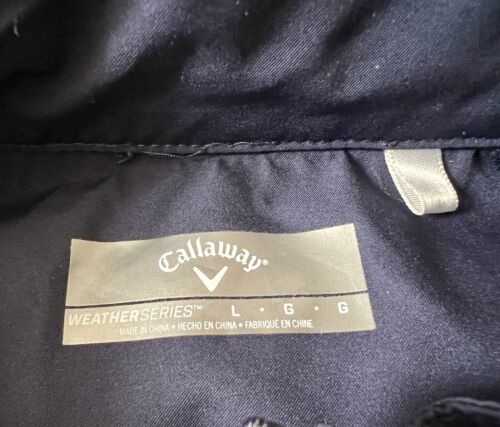 Callaway®
WEATHERSERIES™ L • G • G
MADE IN CHINA • HECHO EN CHINA • FABRIQUÉ EN CHINE